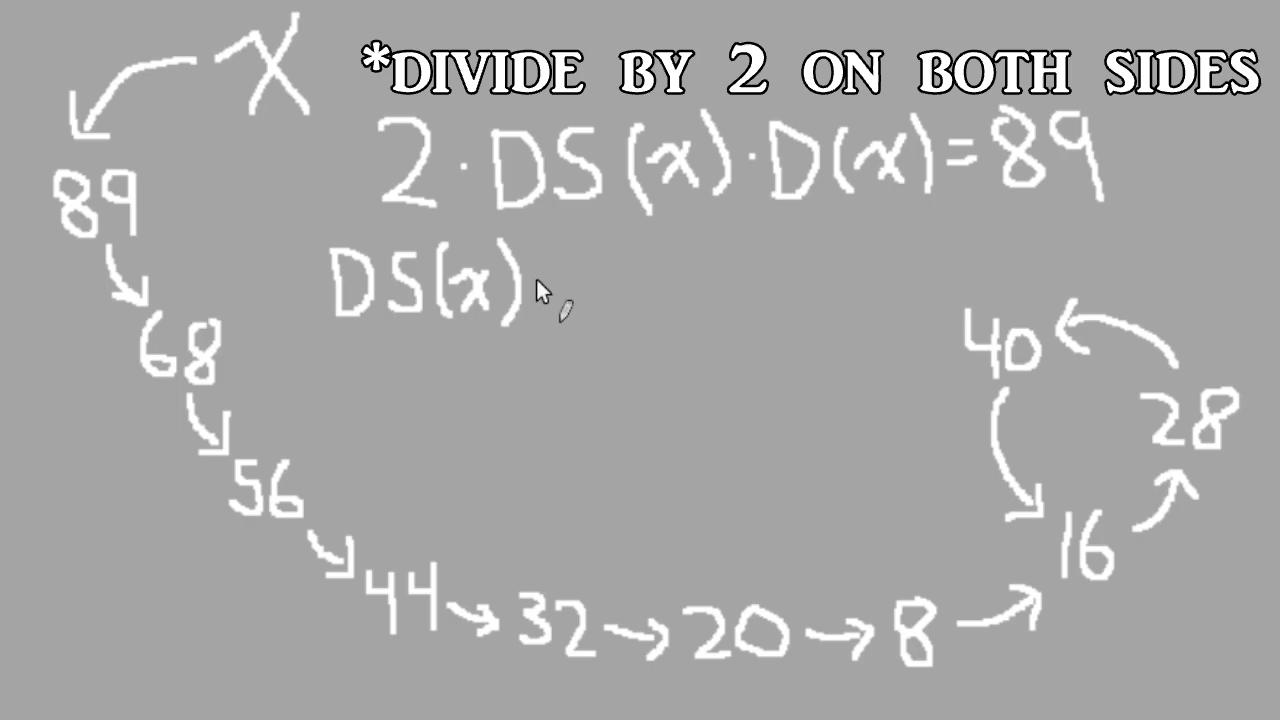 X
*DIVIDE BY 2 ON BOTH SIDES
2·DS(x)·D(x)=89
89
DS(x)
68
40
28
56
16
44
32
20
8